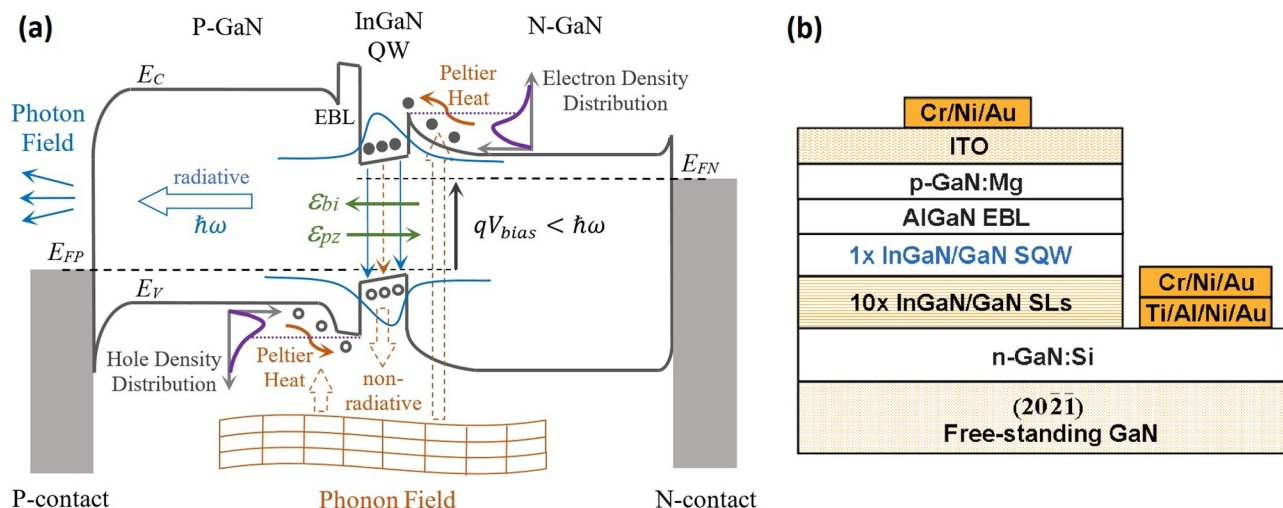 (a)
P-GaN
InGaN
QW
N-GaN
E_C
EBL
Peltier
Heat
Electron Density
Distribution
Photon
Field
radiative
ℏω
ε_bi
ε_pz
qV_bias < ℏω
E_FN
E_FP
E_V
Hole Density
Distribution
Peltier
Heat
non-
radiative
P-contact
Phonon Field
N-contact
(b)
Cr/Ni/Au
ITO
p-GaN:Mg
AlGaN EBL
1x InGaN/GaN SQW
10x InGaN/GaN SLs
Cr/Ni/Au
Ti/Al/Ni/Au
n-GaN:Si
(202̄1̄)
Free-standing GaN